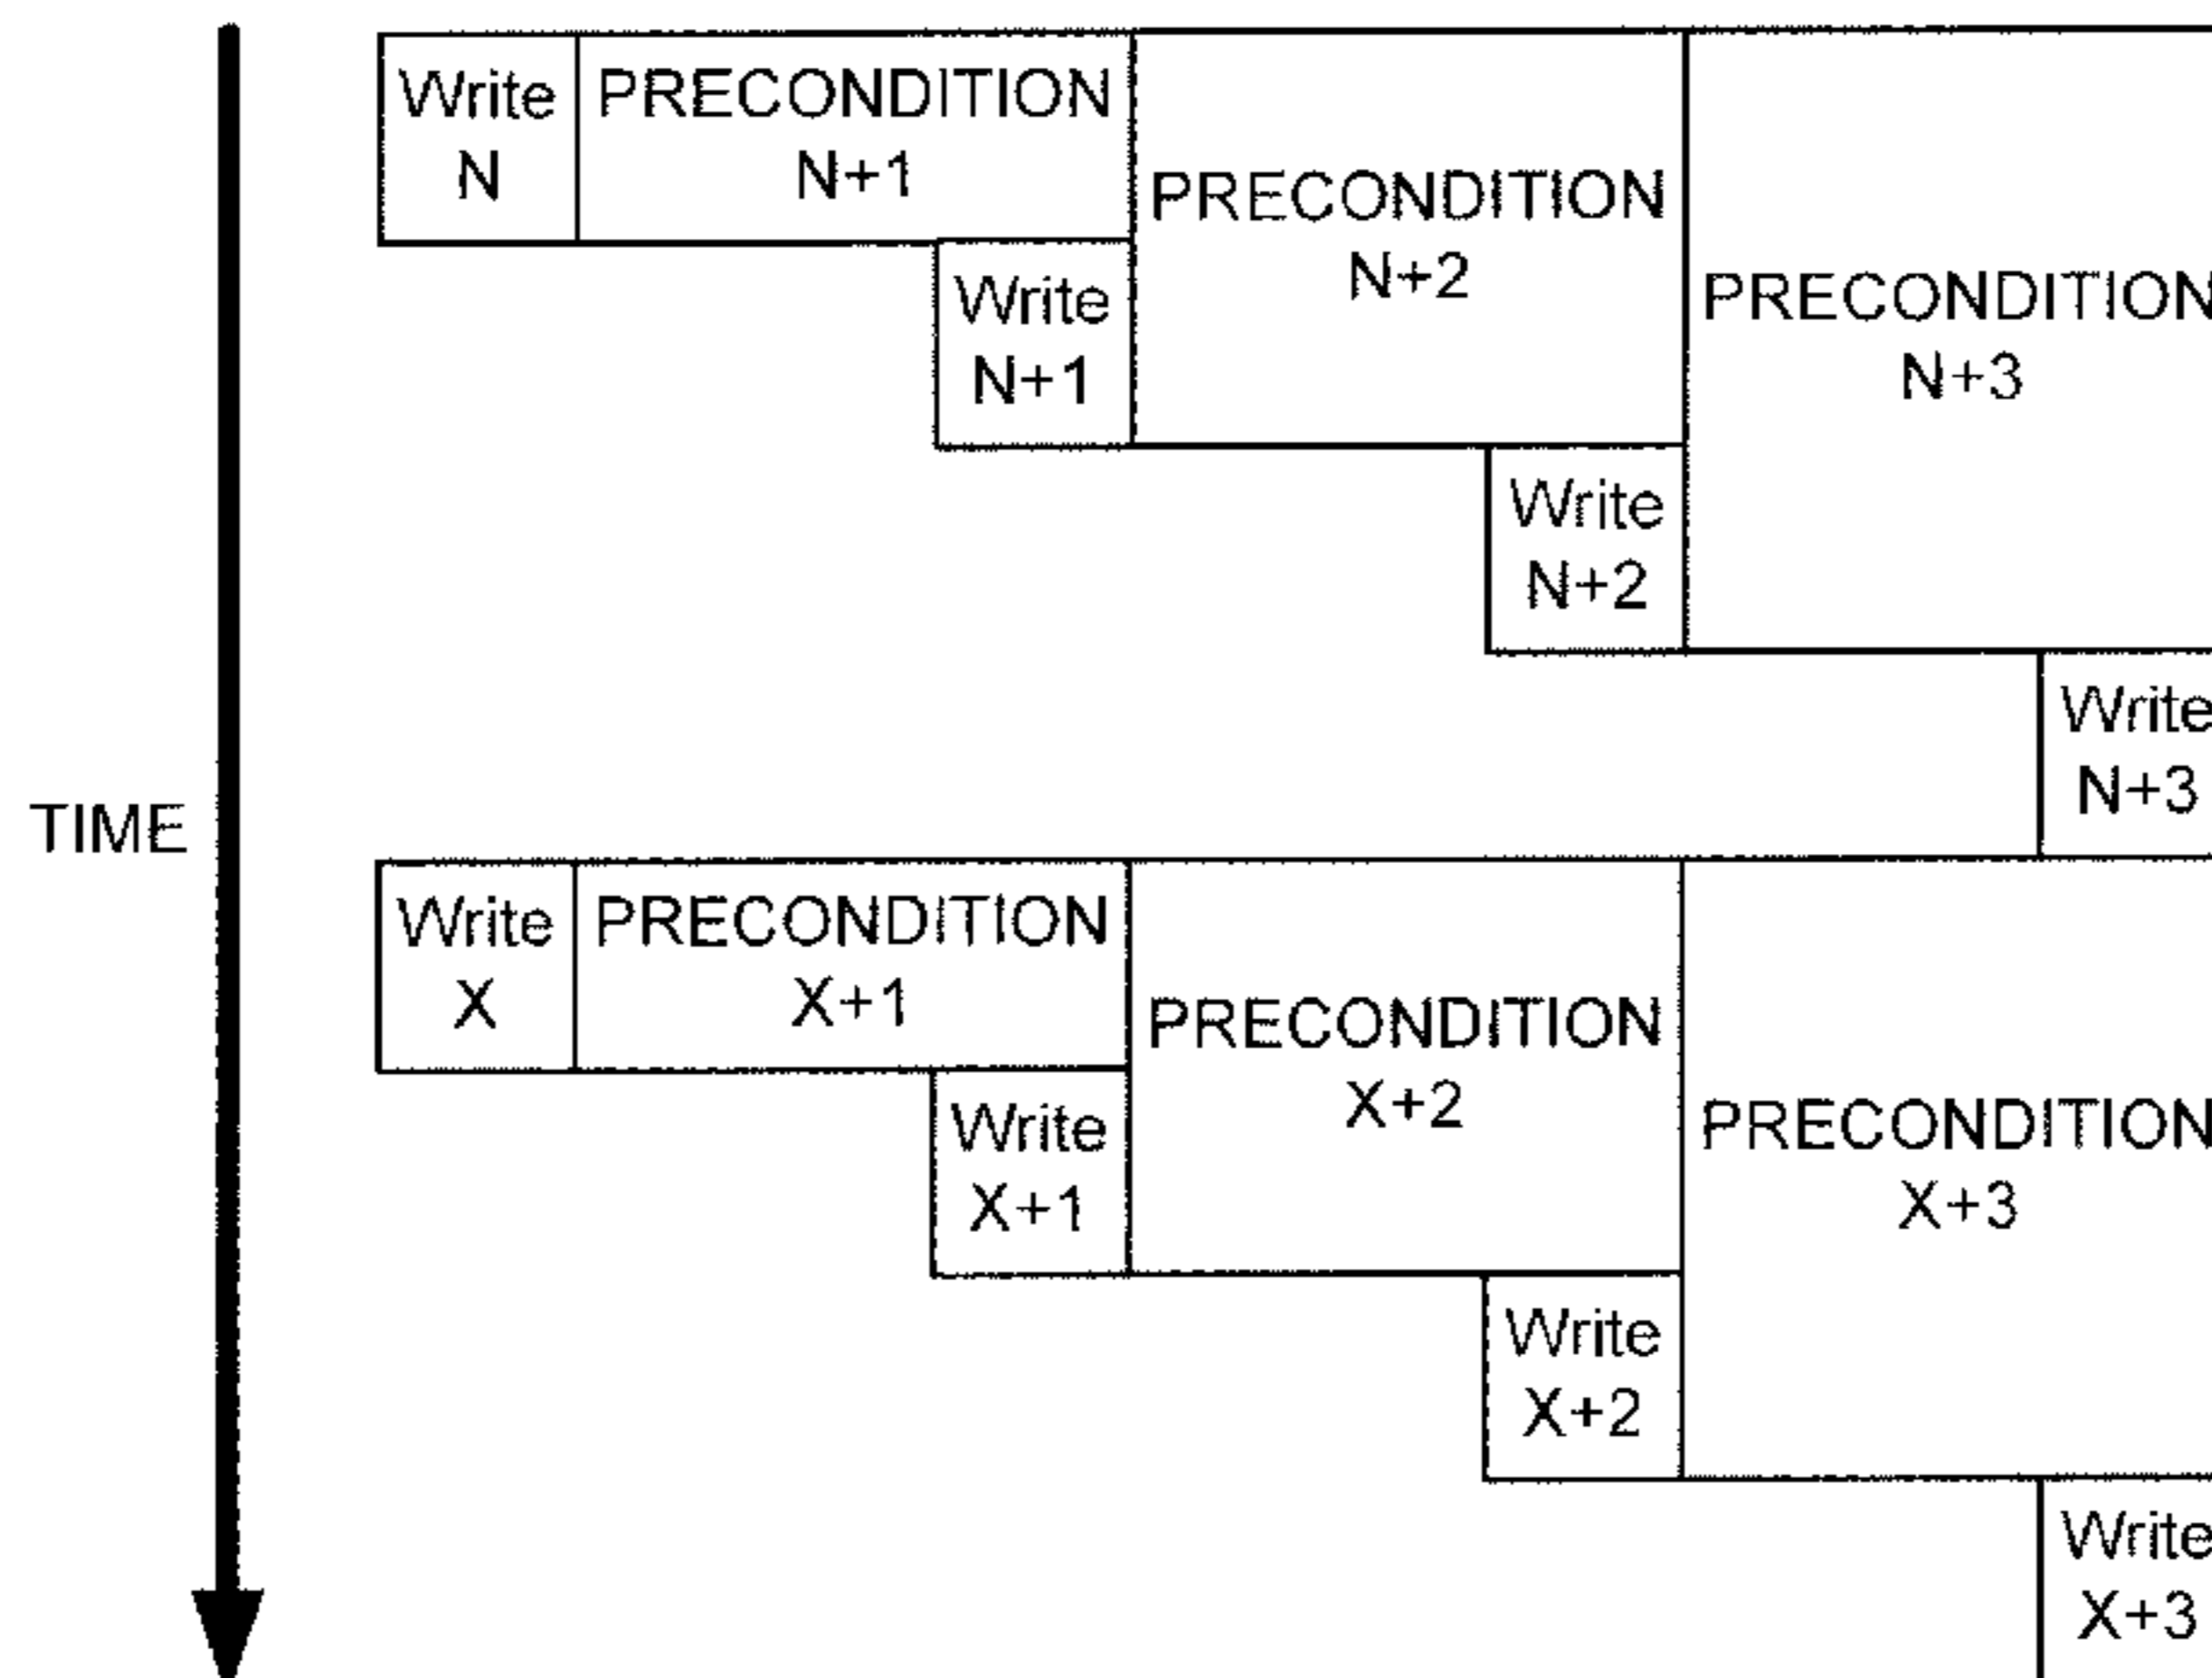 Write
N
PRECONDITION
N+1
PRECONDITION
N+2
PRECONDITION
N+3
Write
N+1
Write
N+2
Write
N+3
TIME
Write
X
PRECONDITION
X+1
PRECONDITION
X+2
PRECONDITION
X+3
Write
X+1
Write
X+2
Write
X+3